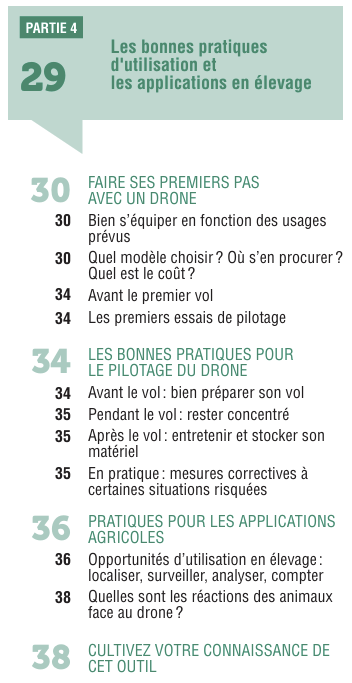 PARTIE 4
29
Les bonnes pratiques
d'utilisation et
les applications en élevage
30 FAIRE SES PREMIERS PAS
AVEC UN DRONE
30 Bien s’équiper en fonction des usages
prévus
30 Quel modèle choisir ? Où s’en procurer ?
Quel est le coût ?
34 Avant le premier vol
34 Les premiers essais de pilotage
34 LES BONNES PRATIQUES POUR
LE PILOTAGE DU DRONE
34 Avant le vol : bien préparer son vol
35 Pendant le vol : rester concentré
35 Après le vol : entretenir et stocker son
matériel
35 En pratique : mesures correctives à
certaines situations risquées
36 PRATIQUES POUR LES APPLICATIONS
AGRICOLES
36 Opportunités d’utilisation en élevage :
localiser, surveiller, analyser, compter
38 Quelles sont les réactions des animaux
face au drone ?
38 CULTIVEZ VOTRE CONNAISSANCE DE
CET OUTIL